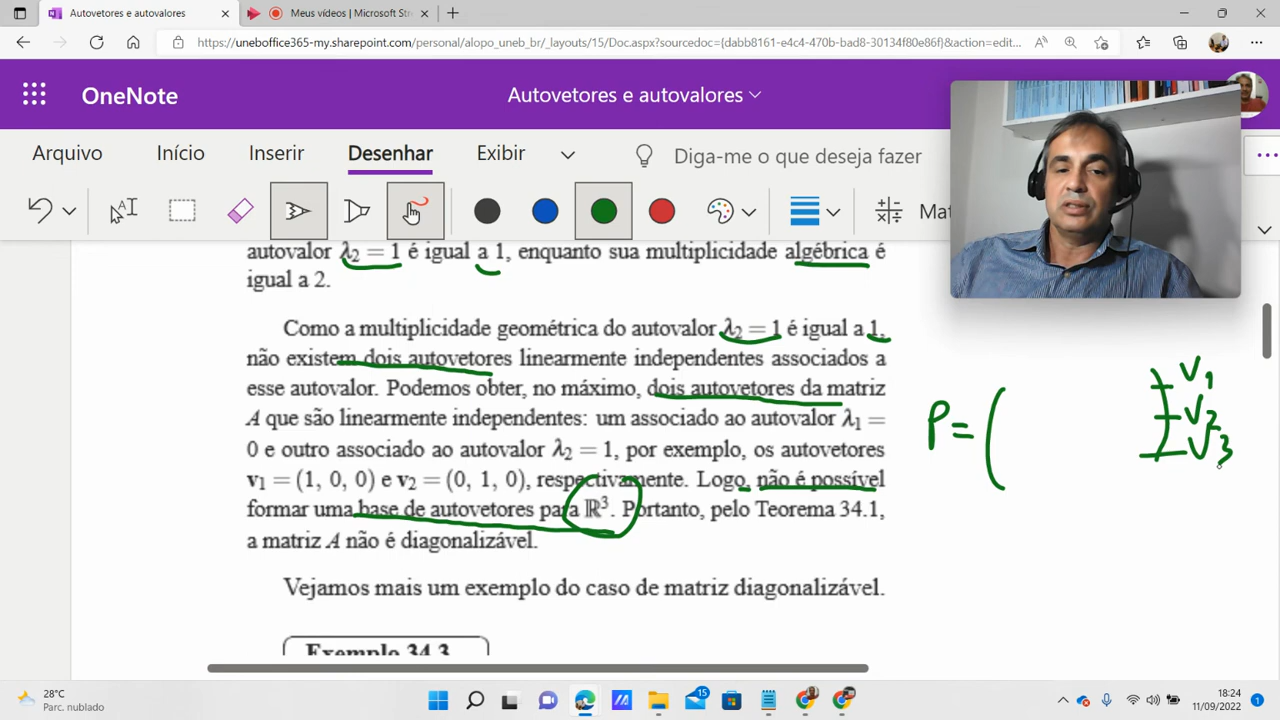 Autovetores e autovalores
Meus vídeos | Microsoft Str
https://uneboffice365-my.sharepoint.com/personal/alopo_uneb_br/_layouts/15/Doc.aspx?sourcedoc={dabb8161-e4c4-470b-bad8-30134f80e86f}&action=edit...
OneNote
Autovetores e autovalores
Arquivo Início Inserir Desenhar Exibir Diga-me o que deseja fazer
Mat
autovalor λ₂ = 1 é igual a 1, enquanto sua multiplicidade algébrica é
igual a 2.
Como a multiplicidade geométrica do autovalor λ₂ = 1 é igual a 1,
não existem dois autovetores linearmente independentes associados a
esse autovalor. Podemos obter, no máximo, dois autovetores da matriz
A que são linearmente independentes: um associado ao autovalor λ₁ =
0 e outro associado ao autovalor λ₂ = 1, por exemplo, os autovetores
v₁ = (1, 0, 0) e v₂ = (0, 1, 0), respectivamente. Logo, não é possível
formar uma base de autovetores para ℝ³. Portanto, pelo Teorema 34.1,
a matriz A não é diagonalizável.
Vejamos mais um exemplo do caso de matriz diagonalizável.
Exemplo 34.3
P = (
v₁
v₂
v₃
28°C
Parc. nublado
15
18:24
11/09/2022
1